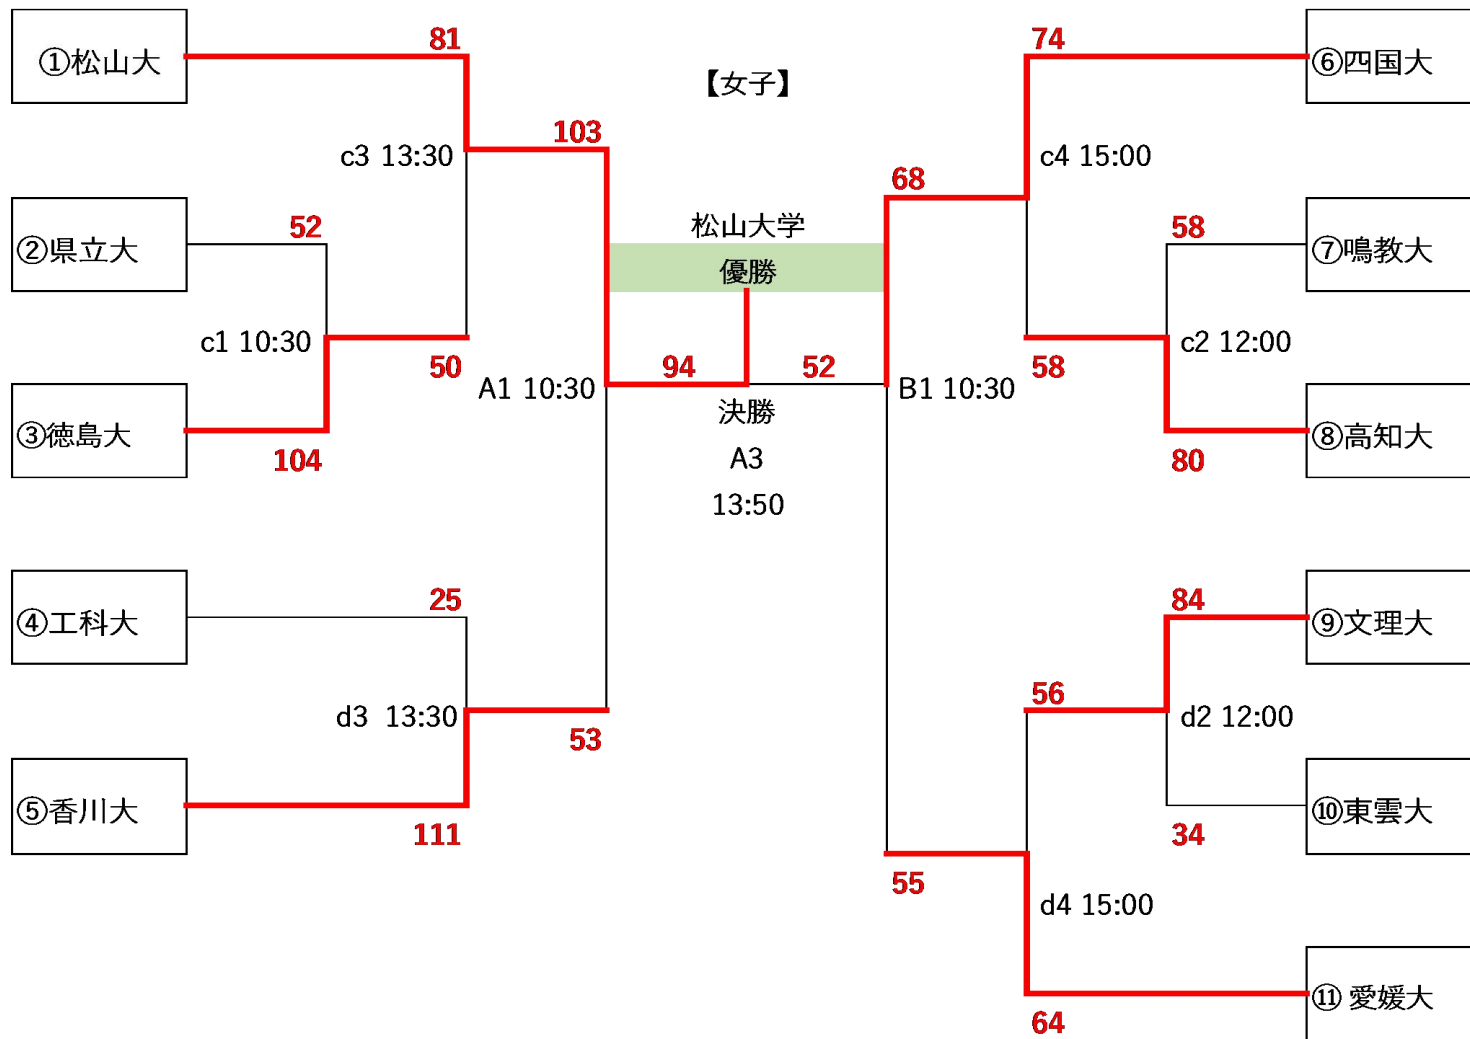 81
74
①松山大
【女子】
⑥四国大
103
c3 13:30
c4 15:00
68
52
松山大学
58
②県立大
優勝
⑦鳴教大
c1 10:30
c2 12:00
50
94
52
58
A1 10:30
B1 10:30
決勝
③徳島大
⑧高知大
104
A3
80
13:50
25
84
④工科大
⑨文理大
56
d3 13:30
d2 12:00
53
⑤香川大
⑩東雲大
111
34
55
d4 15:00
⑪ 愛媛大
64